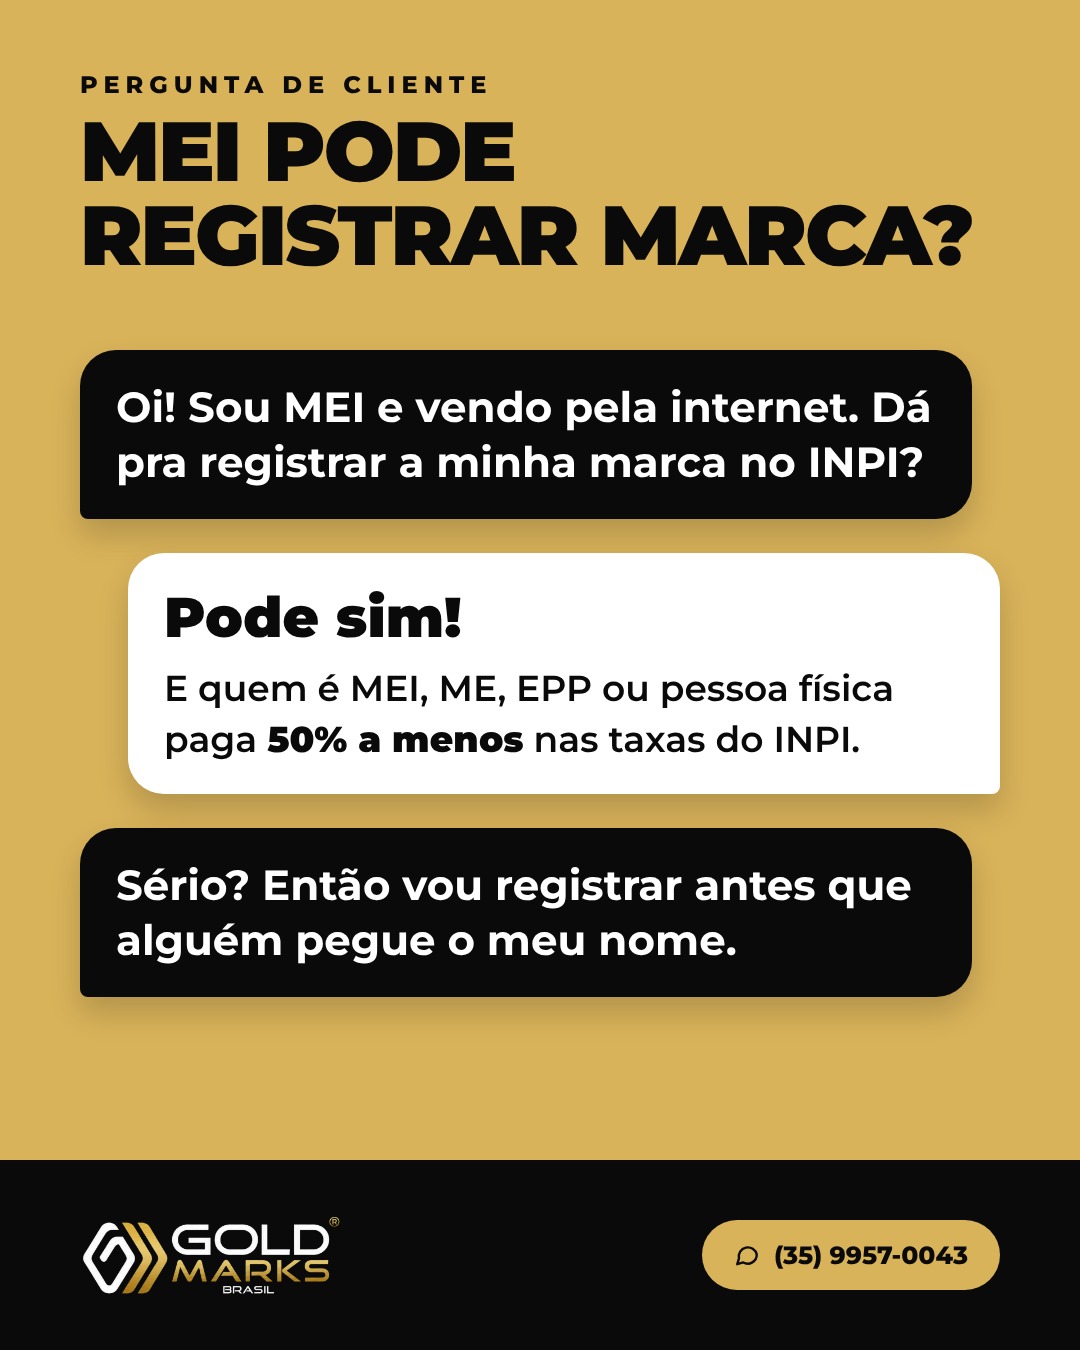 PERGUNTA DE CLIENTE
MEI PODE
REGISTRAR MARCA?
Oi! Sou MEI e vendo pela internet. Dá
pra registrar a minha marca no INPI?
Pode sim!
E quem é MEI, ME, EPP ou pessoa física
paga 50% a menos nas taxas do INPI.
Sério? Então vou registrar antes que
alguém pegue o meu nome.
GOLD®
MARKS
BRASIL
(35) 9957-0043